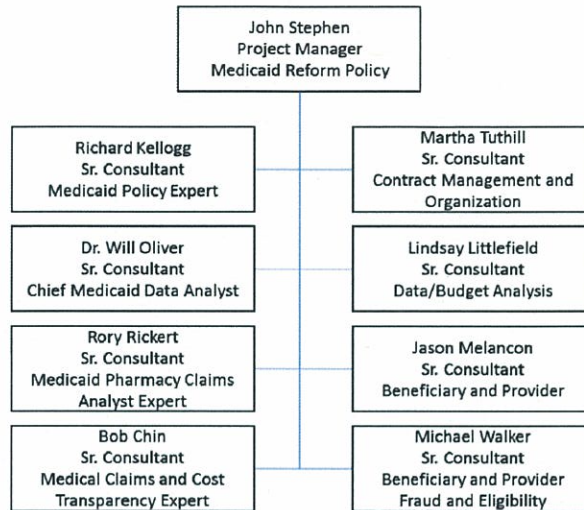 John Stephen
Project Manager
Medicaid Reform Policy
Richard Kellogg
Sr. Consultant
Medicaid Policy Expert
Martha Tuthill
Sr. Consultant
Contract Management and
Organization
Dr. Will Oliver
Sr. Consultant
Chief Medicaid Data Analyst
Lindsay Littlefield
Sr. Consultant
Data/Budget Analysis
Rory Rickert
Sr. Consultant
Medicaid Pharmacy Claims
Analyst Expert
Jason Melancon
Sr. Consultant
Beneficiary and Provider
Bob Chin
Sr. Consultant
Medical Claims and Cost
Transparency Expert
Michael Walker
Sr. Consultant
Beneficiary and Provider
Fraud and Eligibility